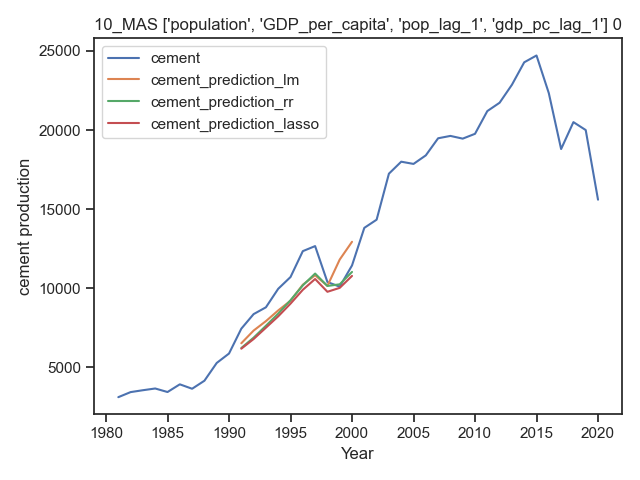 10_MAS ['population', 'GDP_per_capita', 'pop_lag_1', 'gdp_pc_lag_1'] 0
cement
cement_prediction_lm
cement_prediction_rr
cement_prediction_lasso
25000
20000
15000
10000
5000
cement production
1980 1985 1990 1995 2000 2005 2010 2015 2020
Year